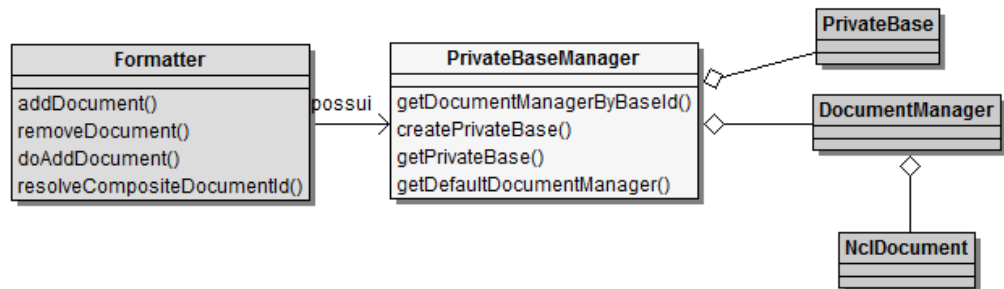 Formatter
addDocument()
removeDocument()
doAddDocument()
resolveCompositeDocumentId()
possui
PrivateBaseManager
getDocumentManagerByBaseId()
createPrivateBase()
getPrivateBase()
getDefaultDocumentManager()
PrivateBase
DocumentManager
NclDocument